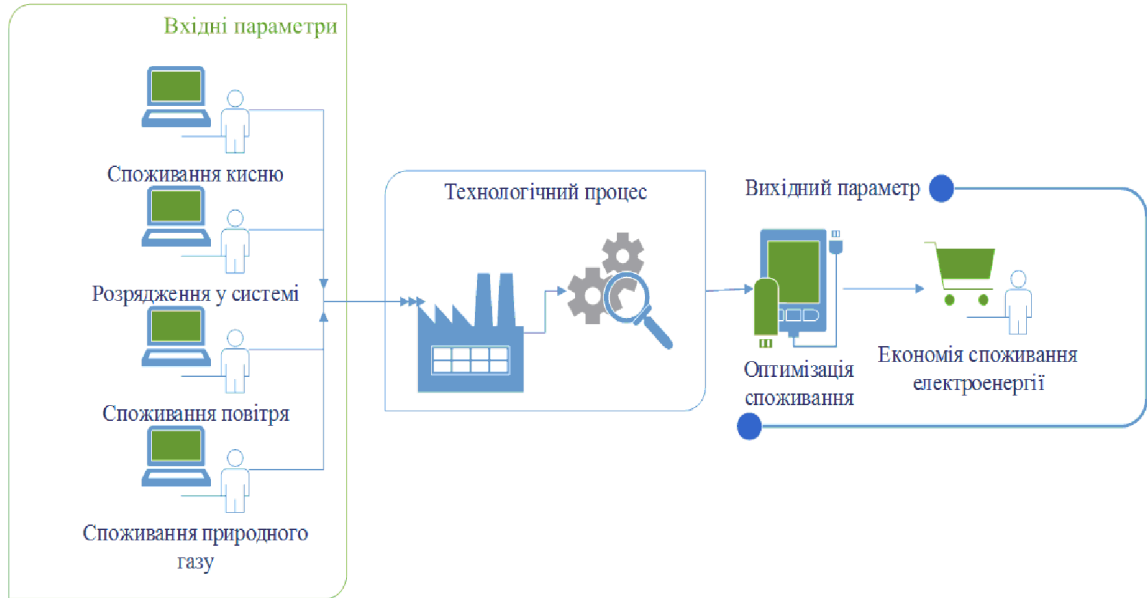 Вхідні параметри
Споживання кисню
Розрядження у системі
Споживання повітря
Споживання природного
газу
Технологічний процес
Вихідний параметр
Оптимізація
споживання
Економія споживання
електроенергії